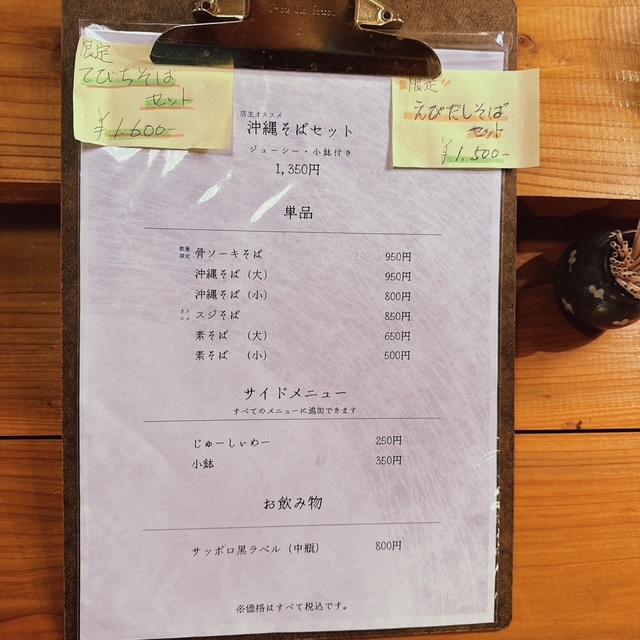 限定
てびちそば
セット
¥1,600-
限定
えびだしそば
セット
¥1,500-
店主オススメ
沖縄そばセット
ジューシー・小鉢付き
1,350円
単品
数量限定 骨ソーキそば 950円
沖縄そば（大） 950円
沖縄そば（小） 800円
オススメ スジそば 850円
素そば （大） 650円
素そば （小） 500円
サイドメニュー
すべてのメニューに追加できます
じゅーしぃめー 250円
小鉢 350円
お飲み物
サッポロ黒ラベル（中瓶） 800円
※価格はすべて税込です。